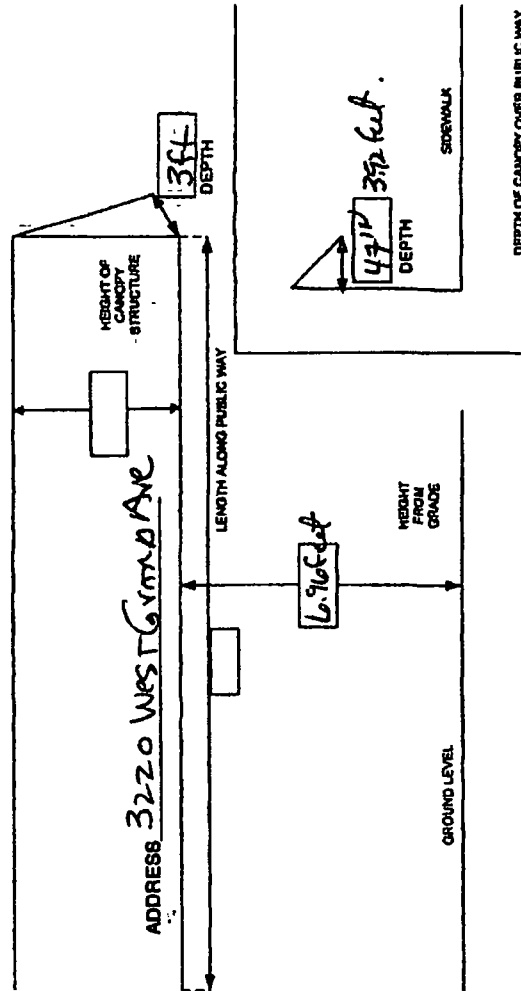 ADDRESS 3220 West Grand Ave
HEIGHT OF
CANOPY
STRUCTURE
3ft
DEPTH
LENGTH ALONG PUBLIC WAY
6.96 feet
HEIGHT
FROM
GRADE
GROUND LEVEL
47" 3.92 feet.
DEPTH
SIDEWALK
DEPTH OF CANOPY OVER PUBLIC WAY